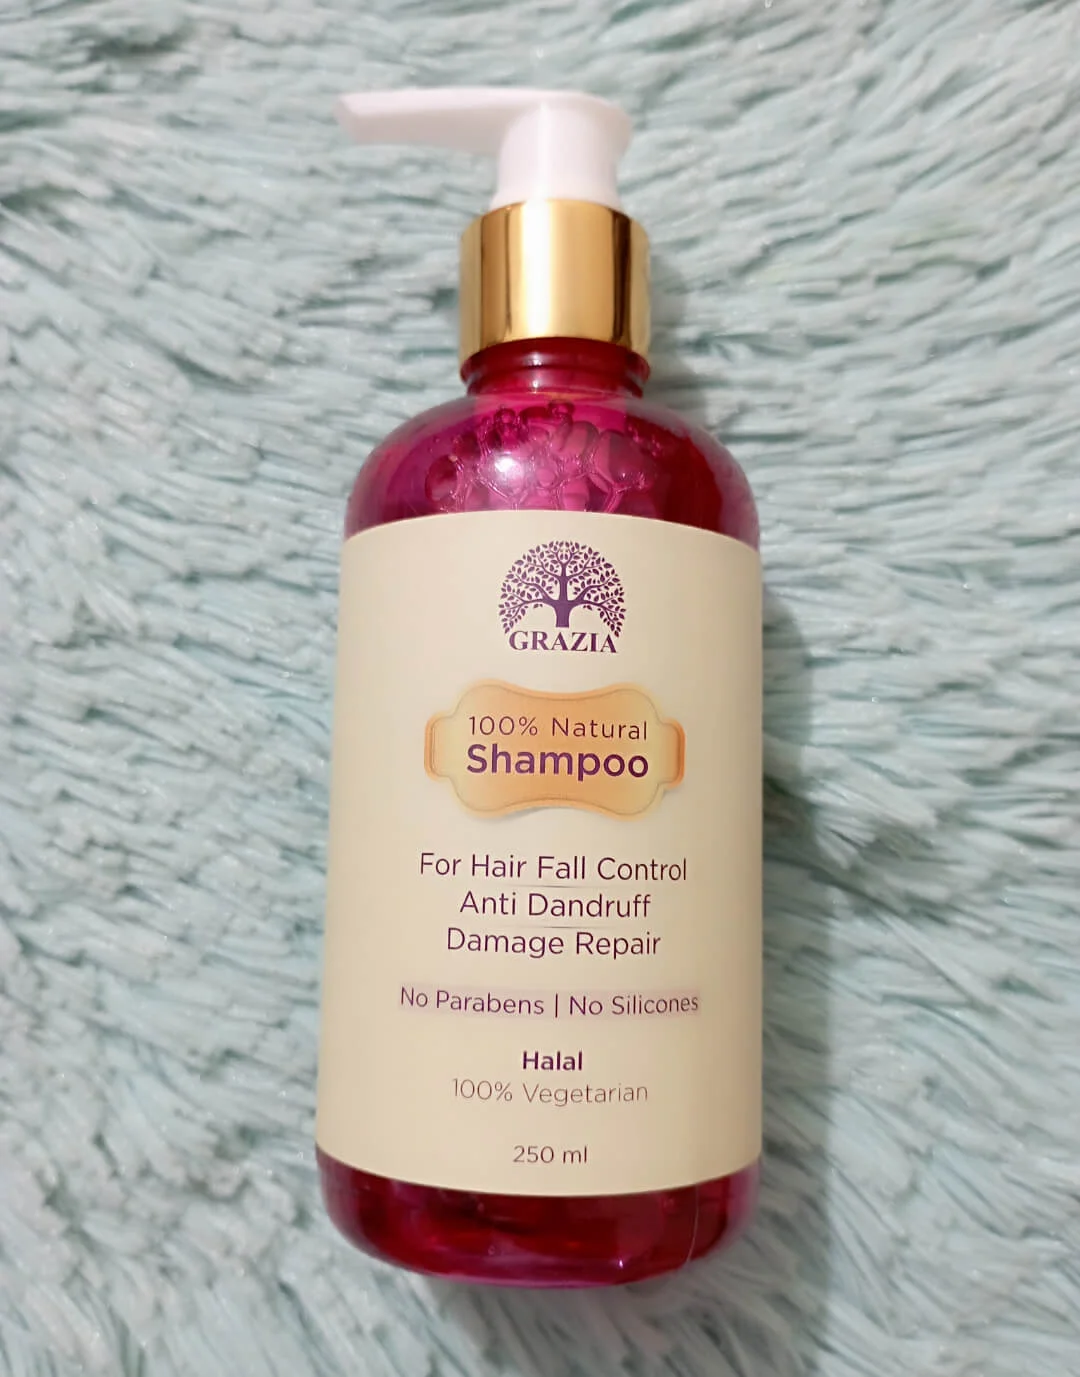 GRAZIA
100% Natural
Shampoo
For Hair Fall Control
Anti Dandruff
Damage Repair
No Parabens | No Silicones
Halal
100% Vegetarian
250 ml